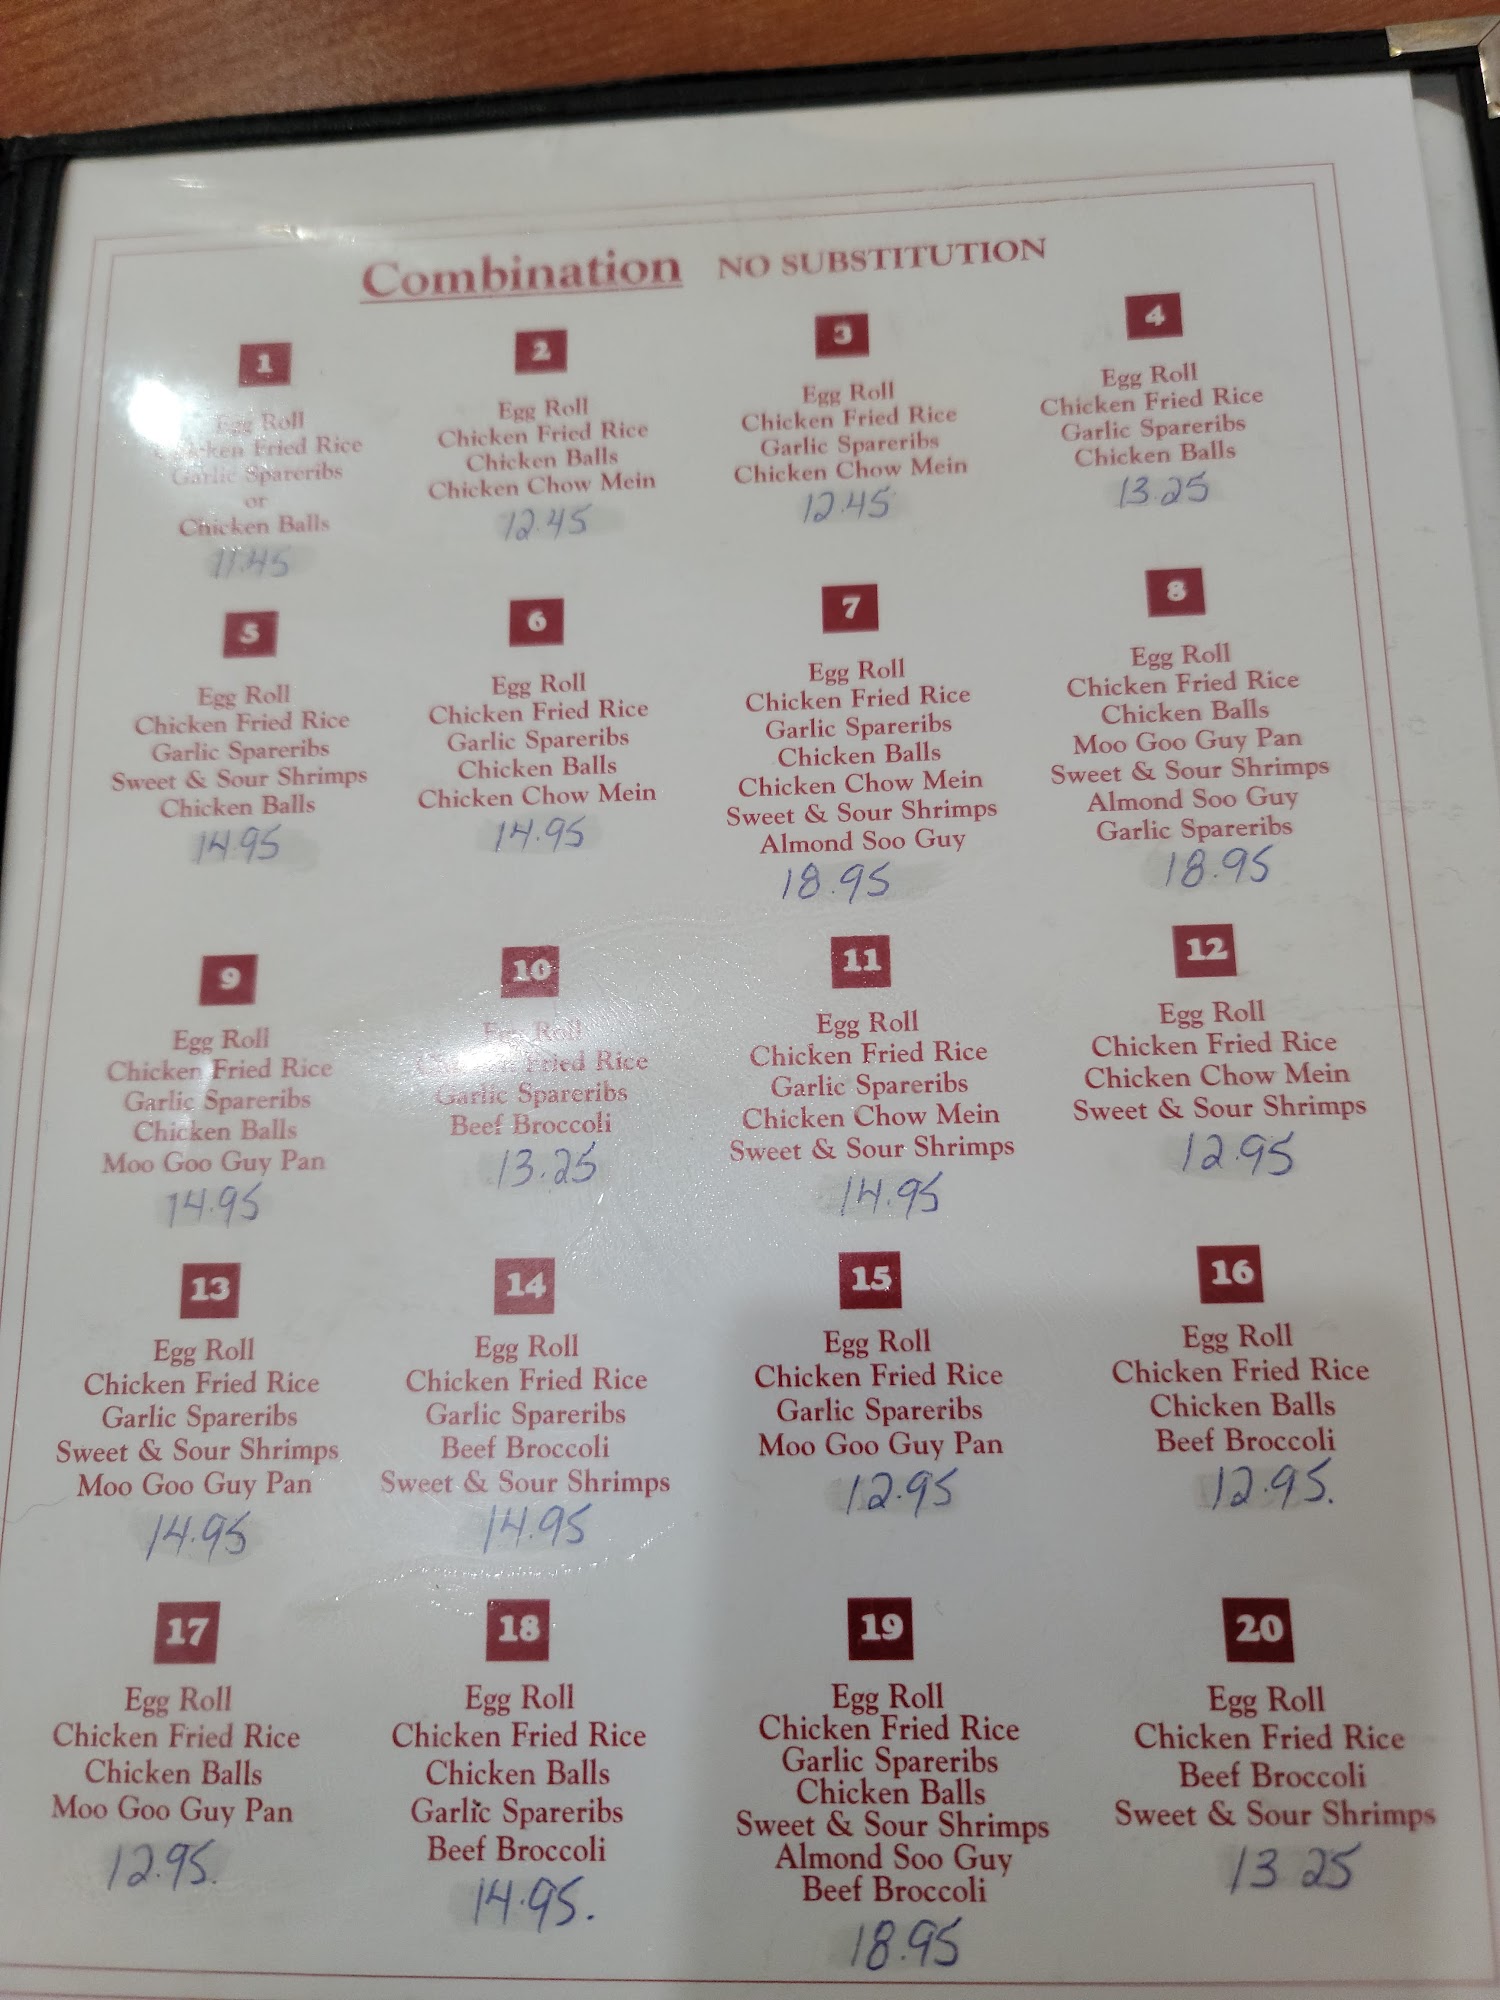 Combination NO SUBSTITUTION
1
Egg Roll
Chicken Fried Rice
Garlic Spareribs
or
Chicken Balls
11.45
2
Egg Roll
Chicken Fried Rice
Chicken Balls
Chicken Chow Mein
12.45
3
Egg Roll
Chicken Fried Rice
Garlic Spareribs
Chicken Chow Mein
12.45
4
Egg Roll
Chicken Fried Rice
Garlic Spareribs
Chicken Balls
13.25
5
Egg Roll
Chicken Fried Rice
Garlic Spareribs
Sweet & Sour Shrimps
Chicken Balls
14.95
6
Egg Roll
Chicken Fried Rice
Garlic Spareribs
Chicken Balls
Chicken Chow Mein
14.95
7
Egg Roll
Chicken Fried Rice
Garlic Spareribs
Chicken Balls
Chicken Chow Mein
Sweet & Sour Shrimps
Almond Soo Guy
18.95
8
Egg Roll
Chicken Fried Rice
Chicken Balls
Moo Goo Guy Pan
Sweet & Sour Shrimps
Almond Soo Guy
Garlic Spareribs
18.95
9
Egg Roll
Chicken Fried Rice
Garlic Spareribs
Chicken Balls
Moo Goo Guy Pan
14.95
10
Egg Roll
Chicken Fried Rice
Garlic Spareribs
Beef Broccoli
13.25
11
Egg Roll
Chicken Fried Rice
Garlic Spareribs
Chicken Chow Mein
Sweet & Sour Shrimps
14.95
12
Egg Roll
Chicken Fried Rice
Chicken Chow Mein
Sweet & Sour Shrimps
12.95
13
Egg Roll
Chicken Fried Rice
Garlic Spareribs
Sweet & Sour Shrimps
Moo Goo Guy Pan
14.95
14
Egg Roll
Chicken Fried Rice
Garlic Spareribs
Beef Broccoli
Sweet & Sour Shrimps
14.95
15
Egg Roll
Chicken Fried Rice
Garlic Spareribs
Moo Goo Guy Pan
12.95
16
Egg Roll
Chicken Fried Rice
Chicken Balls
Beef Broccoli
12.95.
17
Egg Roll
Chicken Fried Rice
Chicken Balls
Moo Goo Guy Pan
12.95.
18
Egg Roll
Chicken Fried Rice
Chicken Balls
Garlic Spareribs
Beef Broccoli
14.95.
19
Egg Roll
Chicken Fried Rice
Garlic Spareribs
Chicken Balls
Sweet & Sour Shrimps
Almond Soo Guy
Beef Broccoli
18.95
20
Egg Roll
Chicken Fried Rice
Beef Broccoli
Sweet & Sour Shrimps
13 25